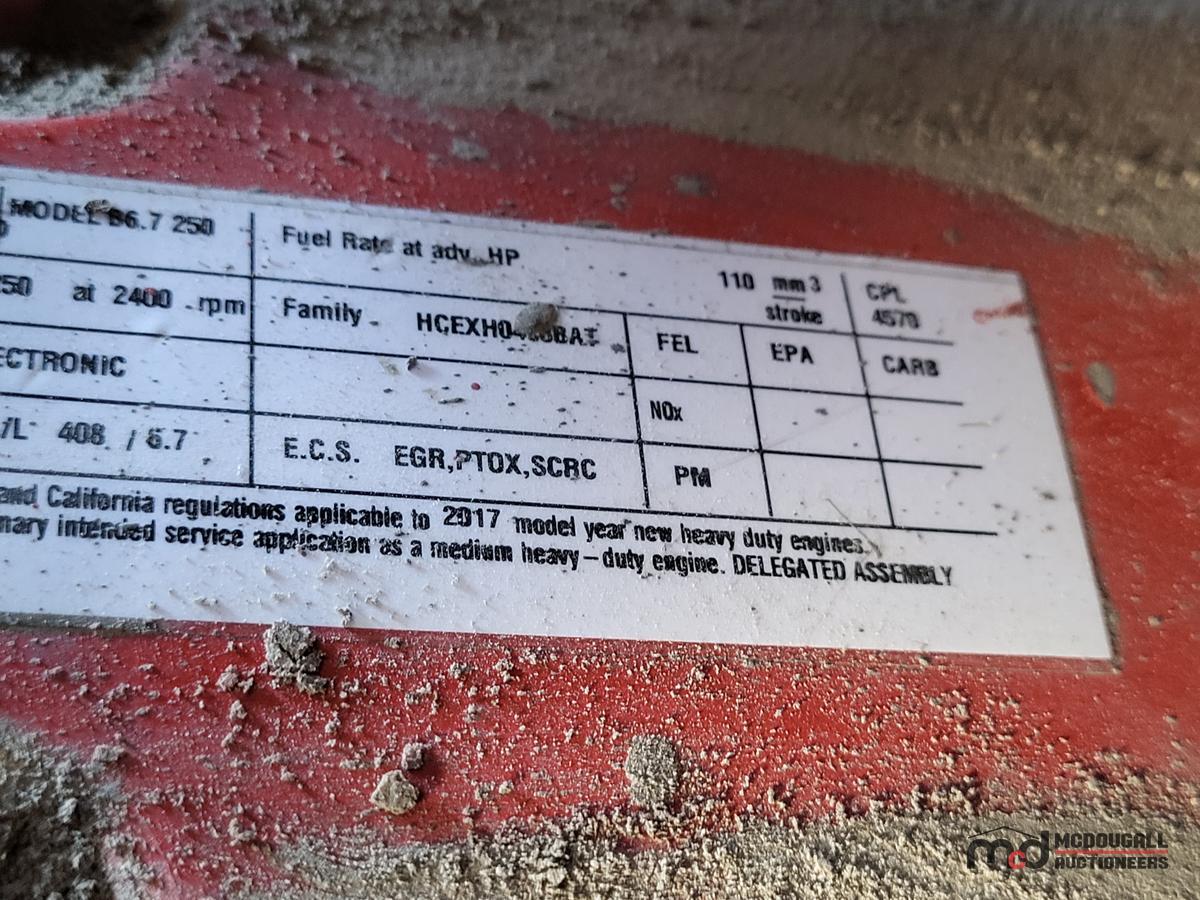 MODEL B6.7 250
Fuel Rate at adv. HP
110 mm3
stroke
CPL
4579
250 at 2400 rpm
Family
FEL
EPA
CARB
ECTRONIC
NOx
/L 408 / 6.7
E.C.S. EGR,PTOX,SCRC
PM
and California regulations applicable to 2017 model year new heavy duty engines.
mary intended service application as a medium heavy-duty engine. DELEGATED ASSEMBLY
mcd MCDOUGALL
AUCTIONEERS